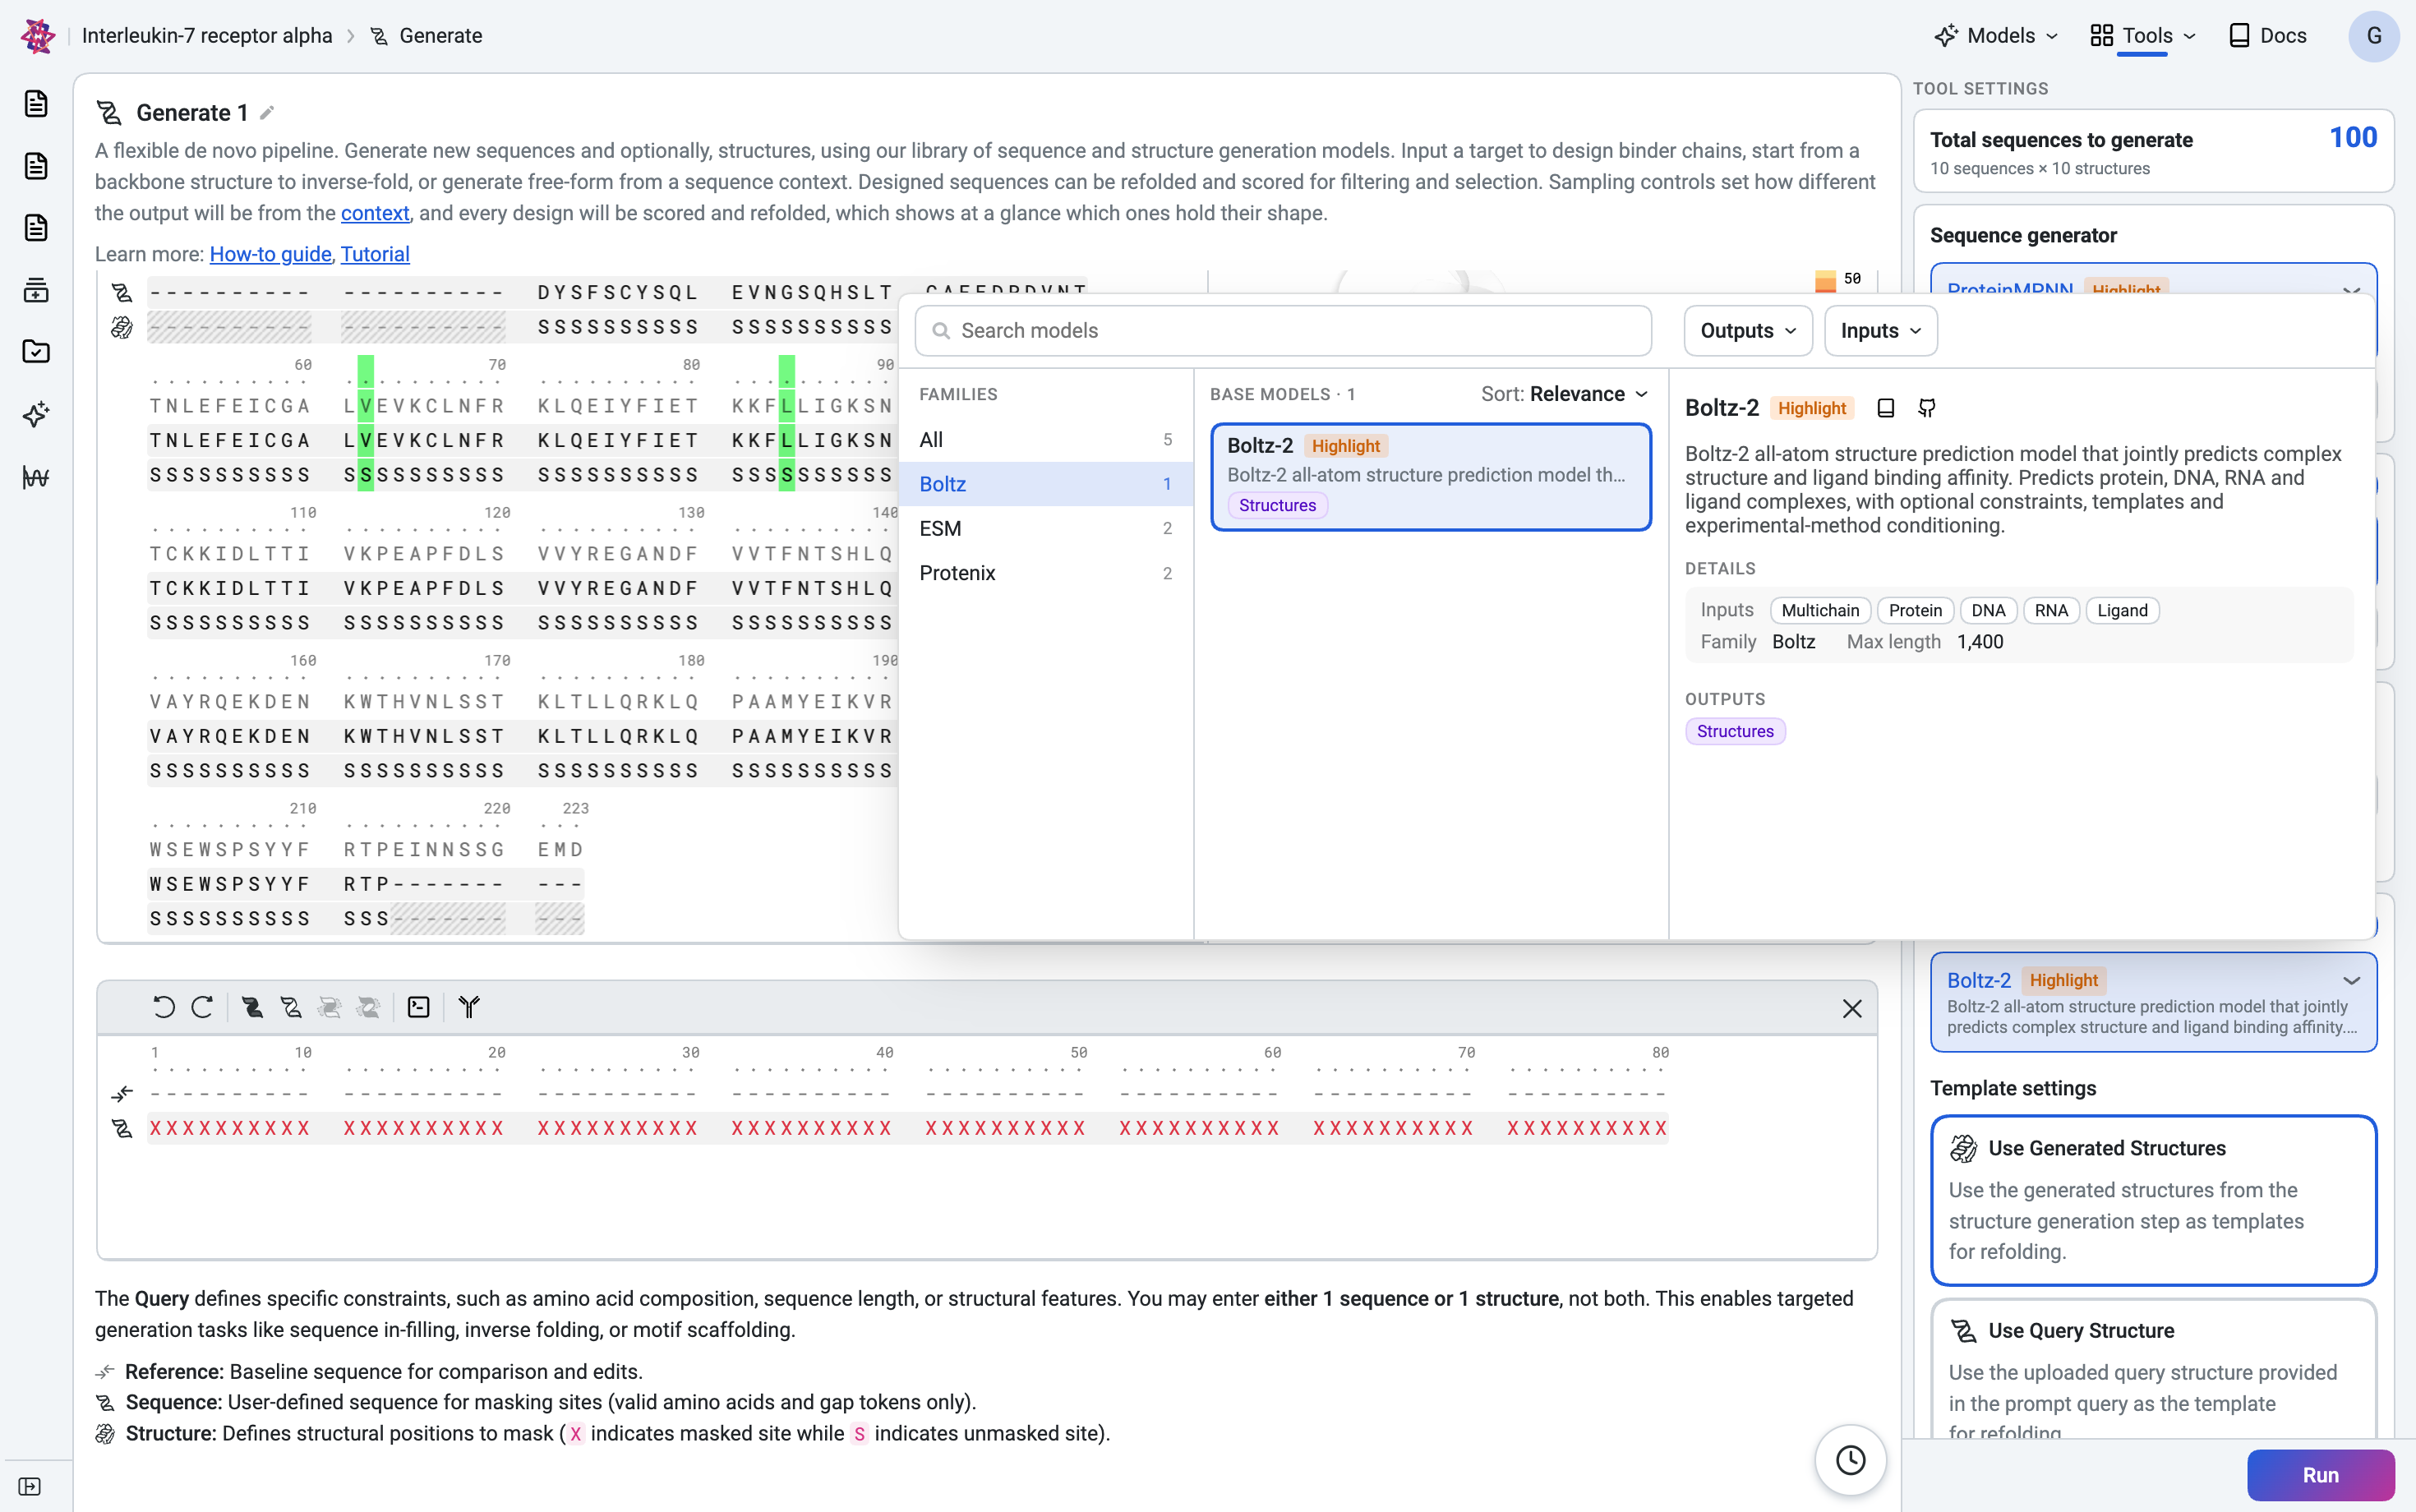 Interleukin-7 receptor alpha
Generate
Models
Tools
Docs
G
Generate 1
A flexible de novo pipeline. Generate new sequences and optionally, structures, using our library of sequence and structure generation models. Input a target to design binder chains, start from a
backbone structure to inverse-fold, or generate free-form from a sequence context. Designed sequences can be refolded and scored for filtering and selection. Sampling controls set how different
the output will be from the context, and every design will be scored and refolded, which shows at a glance which ones hold their shape.
Learn more: How-to guide, Tutorial
---------- ---------- DYSFSCYSQL EVNGSQHSLT
---------- ---------- SSSSSSSSSS SSSSSSSSSS
50
60 70 80 90
TNLEFEICGA LVEVKCLNFR KLQEIYFIET KKFLLIGKSN
TNLEFEICGA LVEVKCLNFR KLQEIYFIET KKFLLIGKSN
SSSSSSSSSS SSSSSSSSSS SSSSSSSSSS SSSSSSSSSS
110 120 130 140
TCKKIDLTTI VKPEAPFDLS VVYREGANDF VVTFNTSHLQ
TCKKIDLTTI VKPEAPFDLS VVYREGANDF VVTFNTSHLQ
SSSSSSSSSS SSSSSSSSSS SSSSSSSSSS SSSSSSSSSS
160 170 180 190
VAYRQEKDEN KWTHVNLSST KLTLLQRKLQ PAAMYEIKVR
VAYRQEKDEN KWTHVNLSST KLTLLQRKLQ PAAMYEIKVR
SSSSSSSSSS SSSSSSSSSS SSSSSSSSSS SSSSSSSSSS
210 220 223
WSEWSPSYYF RTPEINNSSG EMD
WSEWSPSYYF RTP------- ---
SSSSSSSSSS SSS------- ---
Search models
Outputs
Inputs
FAMILIES
All 5
Boltz 1
ESM 2
Protenix 2
BASE MODELS · 1
Sort: Relevance
Boltz-2 Highlight
Boltz-2 all-atom structure prediction model th...
Structures
Boltz-2 Highlight
Boltz-2 all-atom structure prediction model that jointly predicts complex
structure and ligand binding affinity. Predicts protein, DNA, RNA and
ligand complexes, with optional constraints, templates and
experimental-method conditioning.
DETAILS
Inputs Multichain Protein DNA RNA Ligand
Family Boltz Max length 1,400
OUTPUTS
Structures
1 10 20 30 40 50 60 70 80
---------- ---------- ---------- ---------- ---------- ---------- ---------- ----------
XXXXXXXXXX XXXXXXXXXX XXXXXXXXXX XXXXXXXXXX XXXXXXXXXX XXXXXXXXXX XXXXXXXXXX XXXXXXXXXX
The Query defines specific constraints, such as amino acid composition, sequence length, or structural features. You may enter either 1 sequence or 1 structure, not both. This enables targeted
generation tasks like sequence in-filling, inverse folding, or motif scaffolding.
Reference: Baseline sequence for comparison and edits.
Sequence: User-defined sequence for masking sites (valid amino acids and gap tokens only).
Structure: Defines structural positions to mask (X indicates masked site while S indicates unmasked site).
TOOL SETTINGS
Total sequences to generate 100
10 sequences × 10 structures
Sequence generator
ProteinMPNN Highlight
Boltz-2 Highlight
Boltz-2 all-atom structure prediction model that jointly
predicts complex structure and ligand binding affinity....
Template settings
Use Generated Structures
Use the generated structures from the
structure generation step as templates
for refolding.
Use Query Structure
Use the uploaded query structure provided
in the prompt query as the template
for refolding
Run